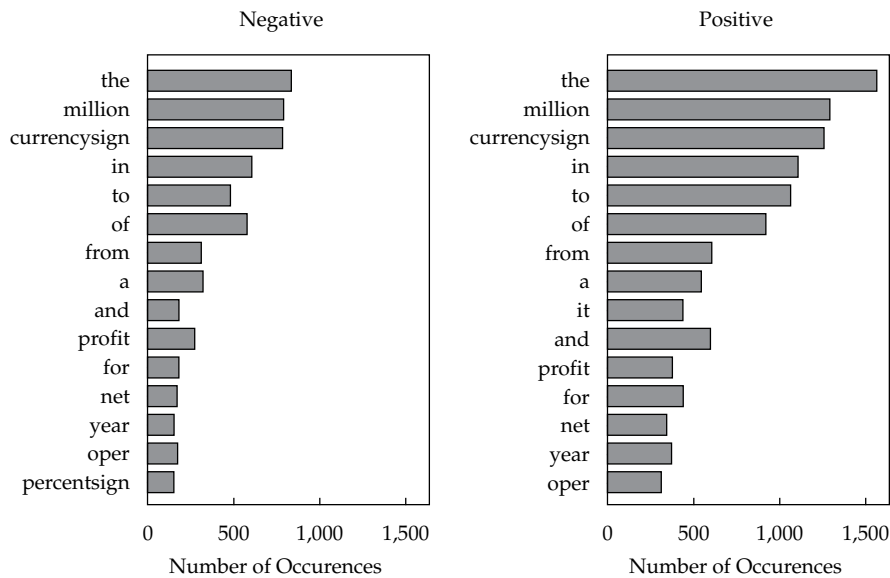 Negative
the
million
currencysign
in
to
of
from
a
and
profit
for
net
year
oper
percentsign
0 500 1,000 1,500
Number of Occurences
Positive
the
million
currencysign
in
to
of
from
a
it
and
profit
for
net
year
oper
0 500 1,000 1,500
Number of Occurences